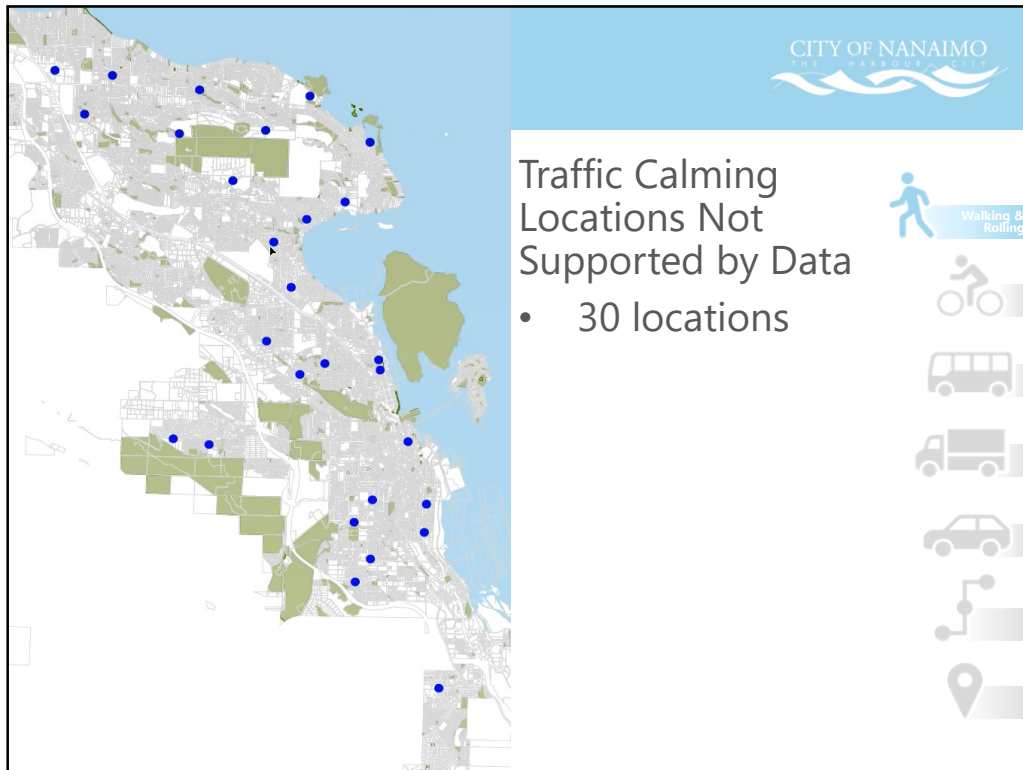 CITY OF NANAIMO
THE HARBOUR CITY
Traffic Calming
Locations Not
Supported by Data
• 30 locations
Walking &
Rolling